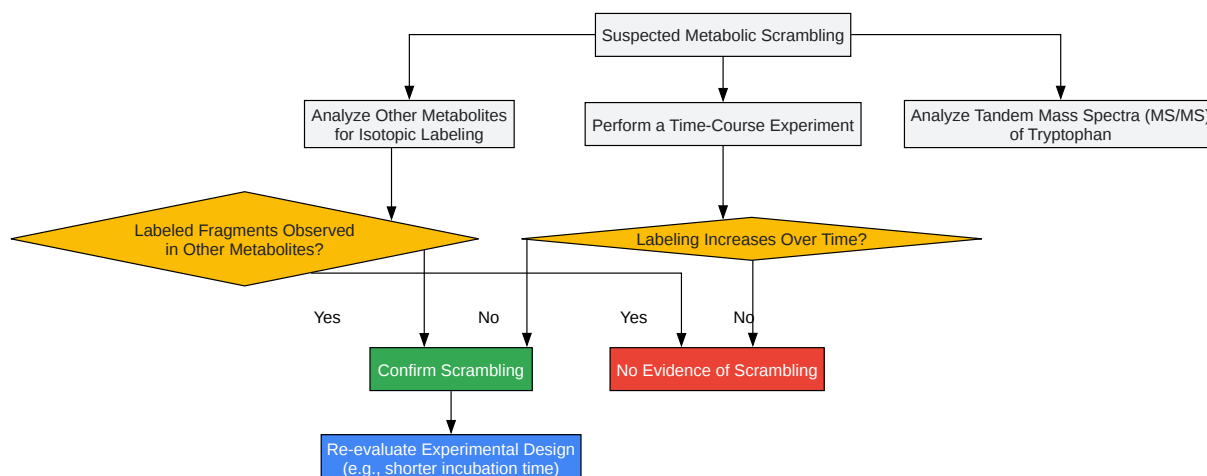 Suspected Metabolic Scrambling
Analyze Other Metabolites
for Isotopic Labeling
Perform a Time-Course Experiment
Analyze Tandem Mass Spectra (MS/MS)
of Tryptophan
Labeled Fragments Observed
in Other Metabolites?
Labeling Increases Over Time?
Yes
No
Yes
No
Confirm Scrambling
No Evidence of Scrambling
Re-evaluate Experimental Design
(e.g., shorter incubation time)